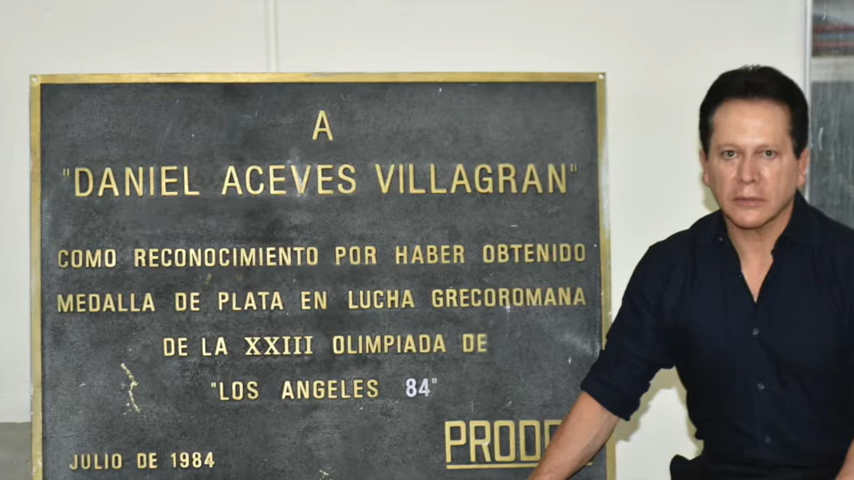 A
"DANIEL ACEVES VILLAGRAN"
COMO RECONOCIMIENTO POR HABER OBTENIDO
MEDALLA DE PLATA EN LUCHA GRECOROMANA
DE LA XXIII OLIMPIADA DE
"LOS ANGELES 84"
JULIO DE 1984